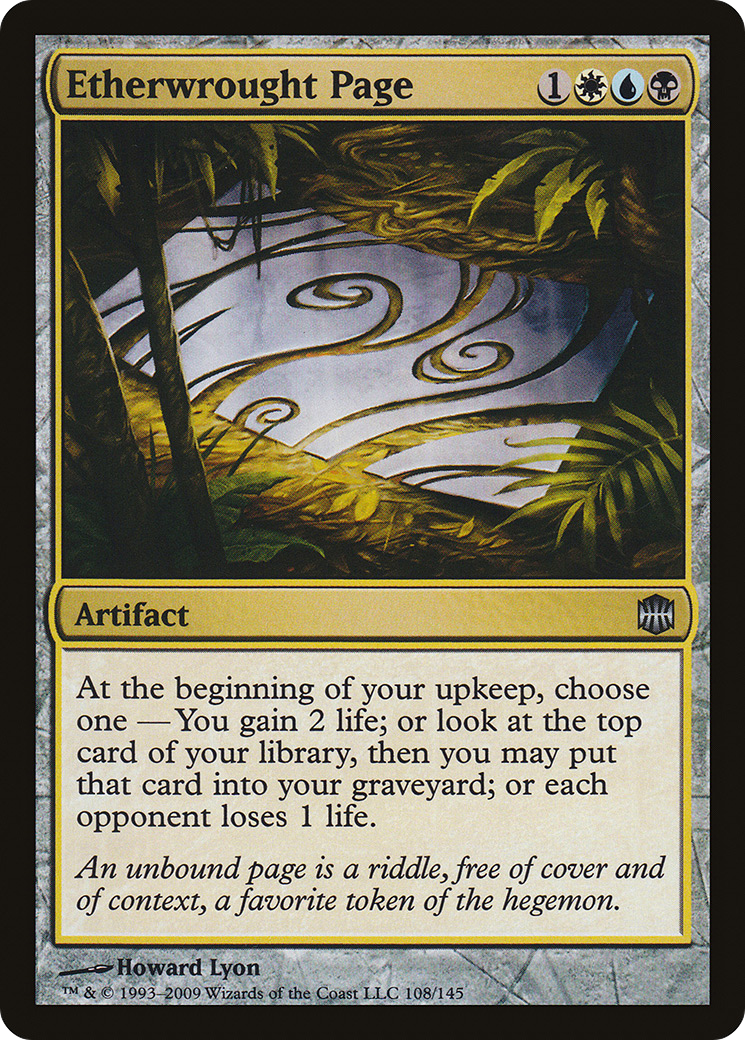 Etherwrought Page
1
Artifact
At the beginning of your upkeep, choose
one — You gain 2 life; or look at the top
card of your library, then you may put
that card into your graveyard; or each
opponent loses 1 life.
An unbound page is a riddle, free of cover and
of context, a favorite token of the hegemon.
Howard Lyon
™ & © 1993–2009 Wizards of the Coast LLC 108/145